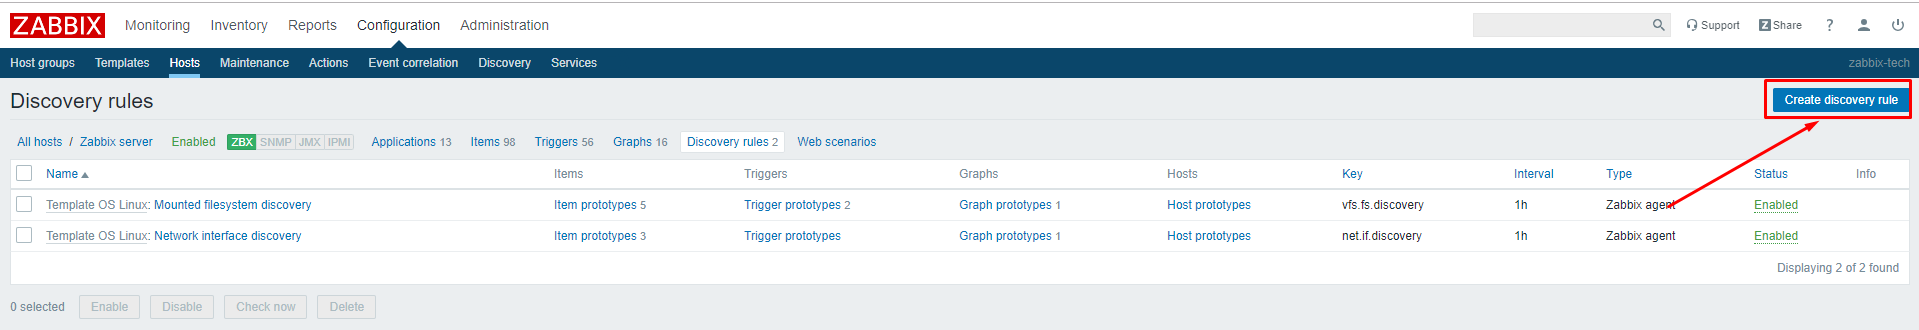 ZABBIX Monitoring Inventory Reports Configuration Administration Support Z Share ?
Host groups Templates Hosts Maintenance Actions Event correlation Discovery Services zabbix-tech
Discovery rules Create discovery rule
All hosts / Zabbix server Enabled ZBX SNMP JMX IPMI Applications 13 Items 98 Triggers 56 Graphs 16 Discovery rules 2 Web scenarios
Name Items Triggers Graphs Hosts Key Interval Type Status Info
Template OS Linux: Mounted filesystem discovery Item prototypes 5 Trigger prototypes 2 Graph prototypes 1 Host prototypes vfs.fs.discovery 1h Zabbix agent Enabled
Template OS Linux: Network interface discovery Item prototypes 3 Trigger prototypes Graph prototypes 1 Host prototypes net.if.discovery 1h Zabbix agent Enabled
Displaying 2 of 2 found
0 selected Enable Disable Check now Delete